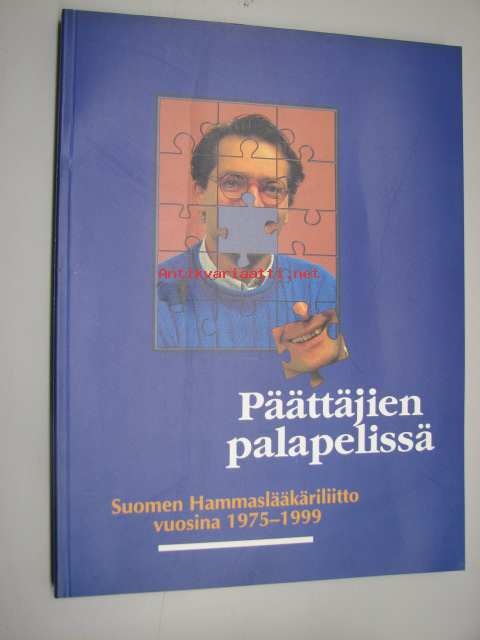 Antikvariaatti.net
Päättäjien
palapelissä
Suomen Hammaslääkäriliitto
vuosina 1975–1999